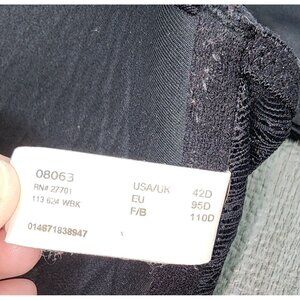 08063
RN# 27701
113 624 WBK
USA/UK 42D
EU 95D
F/B 110D
014671838947